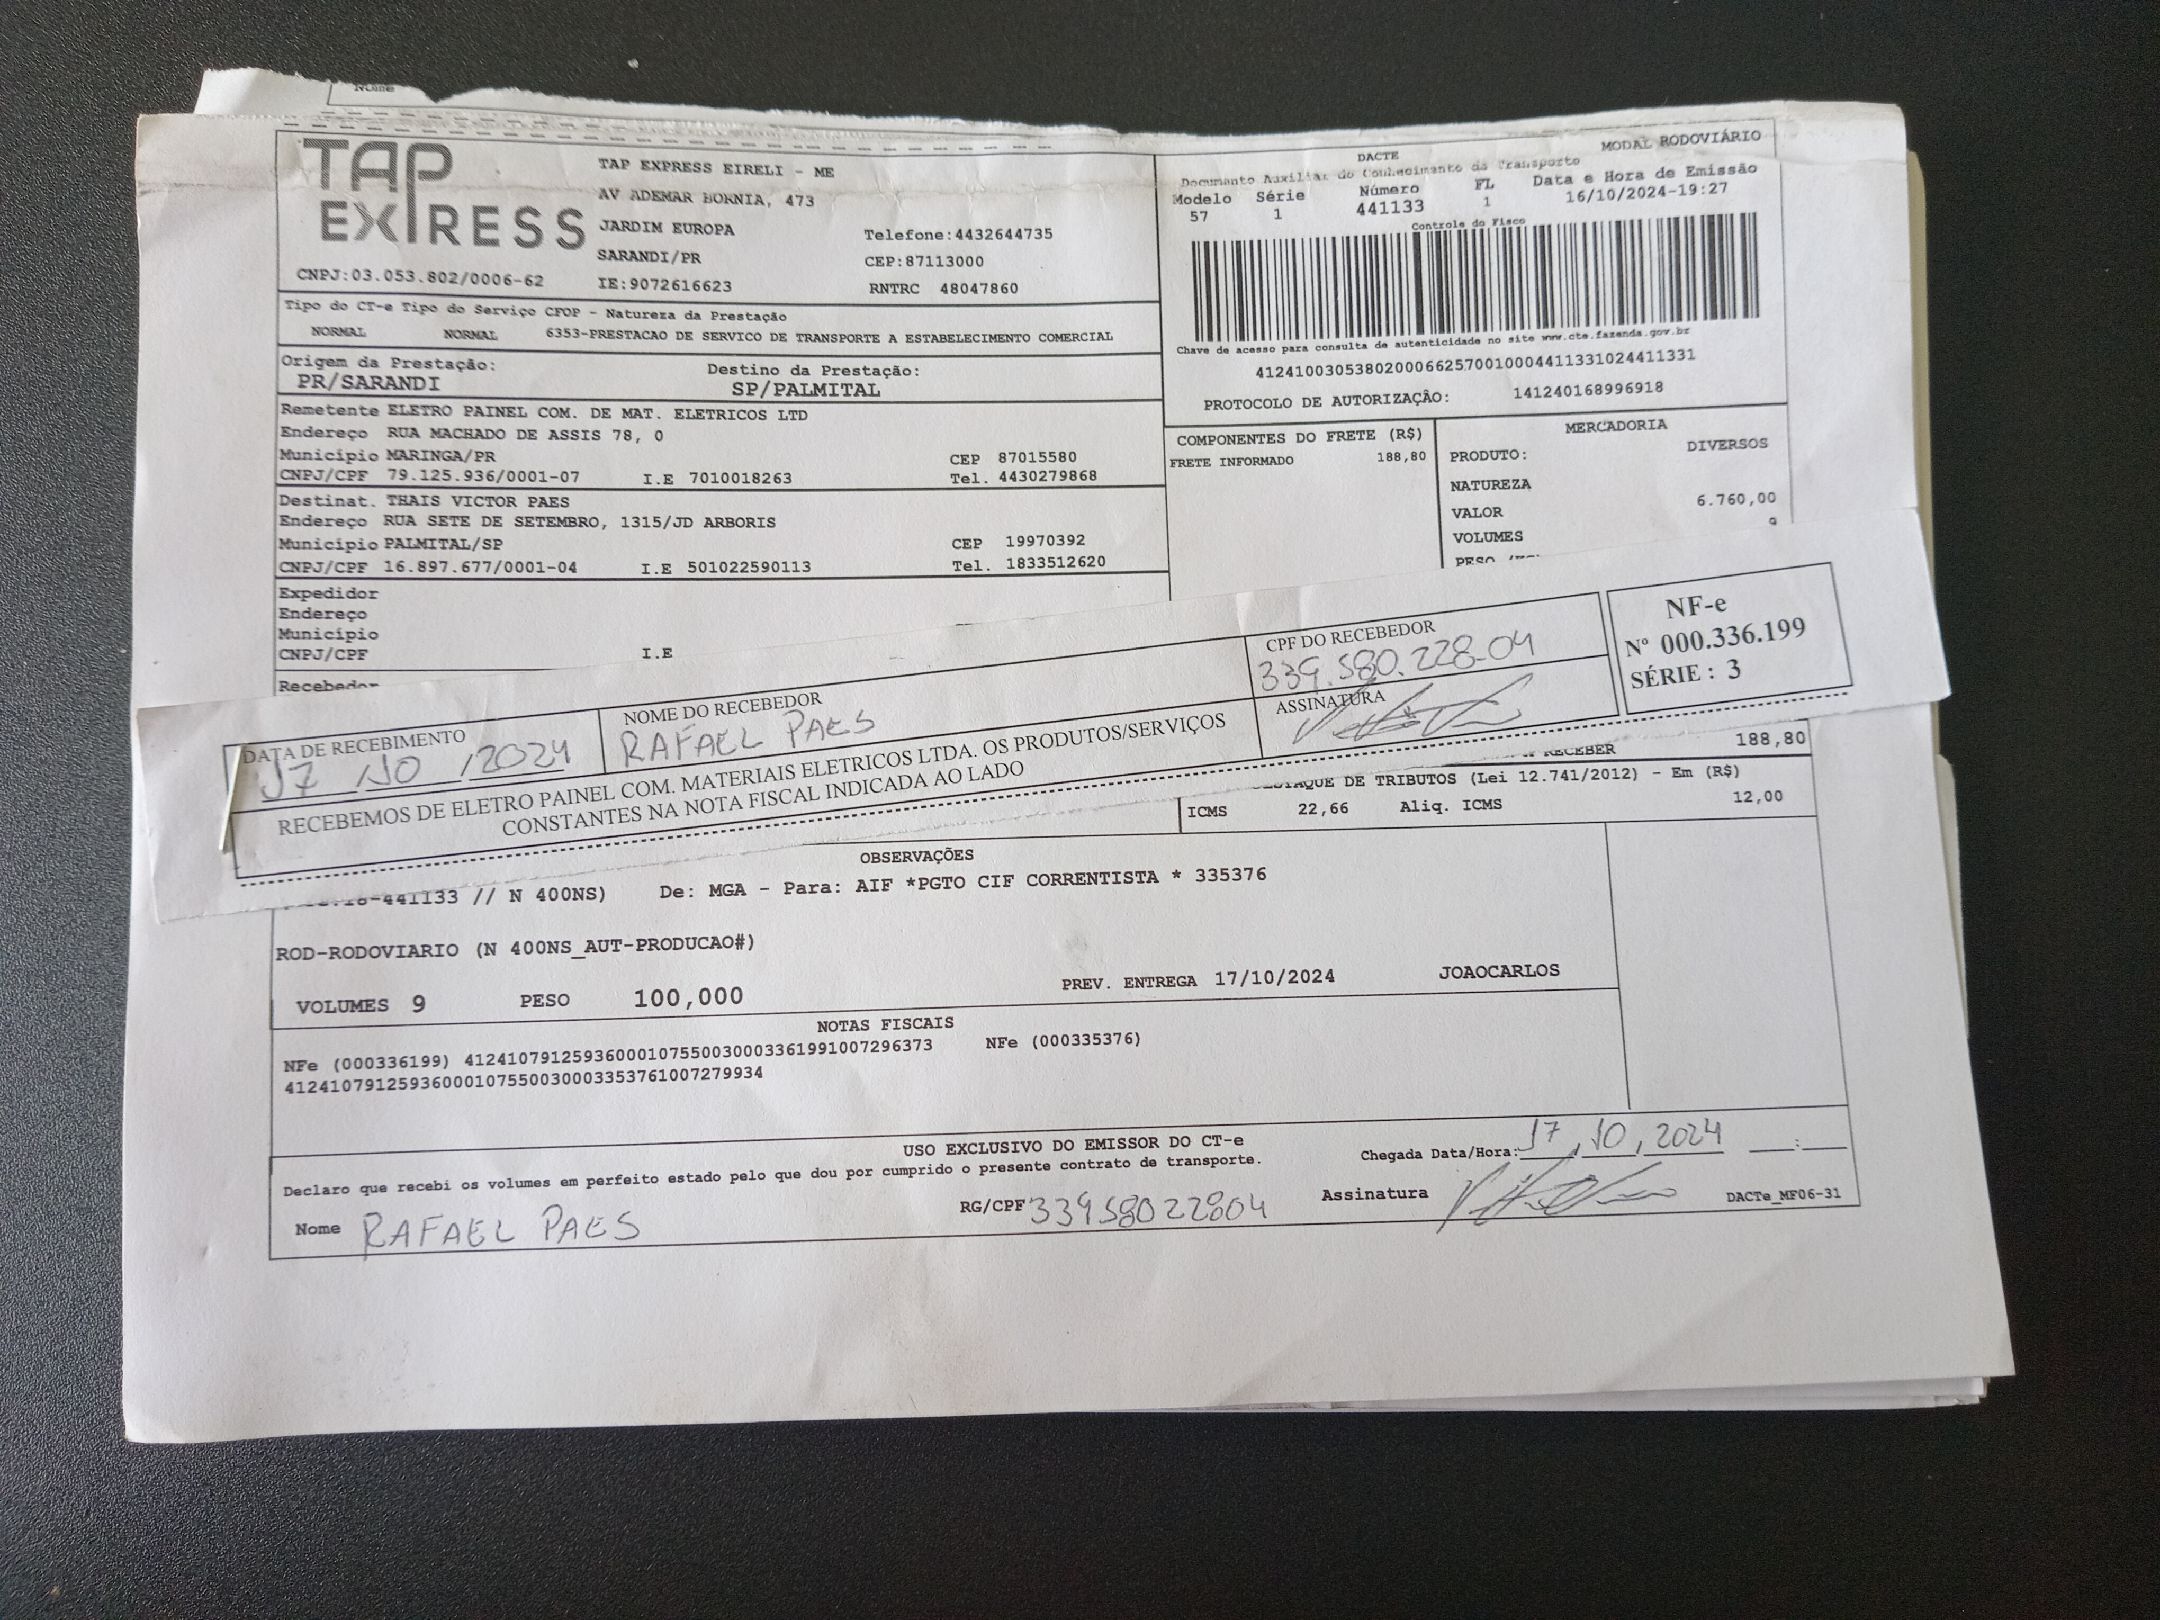 Nome
TAP EXPRESS
TAP EXPRESS EIRELI - ME
AV ADEMAR BORNIA, 473
JARDIM EUROPA
SARANDI/PR
IE:9072616623
Telefone:4432644735
CEP:87113000
RNTRC 48047860
CNPJ:03.053.802/0006-62
MODAL RODOVIÁRIO
DACTE
Documento Auxiliar do Conhecimento de Transporto
Modelo Série Número FL Data e Hora de Emissão
57 1 441133 1 16/10/2024-19:27
Controle do Fisco
Chave de acesso para consulta de autenticidade no site www.cte.fazenda.gov.br
41241003053802000662570010004411331024411331
PROTOCOLO DE AUTORIZAÇÃO: 141240168996918
Tipo do CT-e Tipo do Serviço CFOP - Natureza da Prestação
NORMAL NORMAL 6353-PRESTACAO DE SERVICO DE TRANSPORTE A ESTABELECIMENTO COMERCIAL
Origem da Prestação: Destino da Prestação:
PR/SARANDI SP/PALMITAL
Remetente ELETRO PAINEL COM. DE MAT. ELETRICOS LTD
Endereço RUA MACHADO DE ASSIS 78, 0
Município MARINGA/PR CEP 87015580
CNPJ/CPF 79.125.936/0001-07 I.E 7010018263 Tel. 4430279868
Destinat. THAIS VICTOR PAES
Endereço RUA SETE DE SETEMBRO, 1315/JD ARBORIS
Município PALMITAL/SP CEP 19970392
CNPJ/CPF 16.897.677/0001-04 I.E 501022590113 Tel. 1833512620
Expedidor
Endereço
Município
CNPJ/CPF I.E
Recebedor
COMPONENTES DO FRETE (R$)
FRETE INFORMADO 188,80
MERCADORIA
PRODUTO: DIVERSOS
NATUREZA
VALOR 6.760,00
VOLUMES 9
PESO
DATA DE RECEBIMENTO
17/10/2024
NOME DO RECEBEDOR
RAFAEL PAES
CPF DO RECEBEDOR
339.580.228-04
ASSINATURA
NF-e
Nº 000.336.199
SÉRIE : 3
RECEBEMOS DE ELETRO PAINEL COM. MATERIAIS ELETRICOS LTDA. OS PRODUTOS/SERVIÇOS
CONSTANTES NA NOTA FISCAL INDICADA AO LADO
RECEBER 188,80
DE TRIBUTOS (Lei 12.741/2012) - Em (R$)
ICMS 22,66 Aliq. ICMS 12,00
OBSERVAÇÕES
-441133 // N 400NS) De: MGA - Para: AIF *PGTO CIF CORRENTISTA * 335376
ROD-RODOVIARIO (N 400NS_AUT-PRODUCAO#)
VOLUMES 9 PESO 100,000 PREV. ENTREGA 17/10/2024 JOAOCARLOS
NOTAS FISCAIS
NFe (000336199) 41241079125936000107550030003361991007296373 NFe (000335376)
41241079125936000107550030003353761007279934
USO EXCLUSIVO DO EMISSOR DO CT-e
Declaro que recebi os volumes em perfeito estado pelo que dou por cumprido o presente contrato de transporte.
Chegada Data/Hora: 17/10/2024 :
Nome RAFAEL PAES RG/CPF 33958022804 Assinatura DACTe_MF06-31